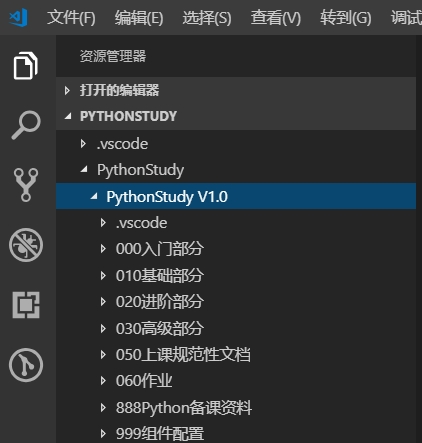 文件(F) 编辑(E) 选择(S) 查看(V) 转到(G) 调试
资源管理器
打开的编辑器
PYTHONSTUDY
.vscode
PythonStudy
PythonStudy V1.0
.vscode
000入门部分
010基础部分
020进阶部分
030高级部分
050上课规范性文档
060作业
888Python备课资料
999组件配置